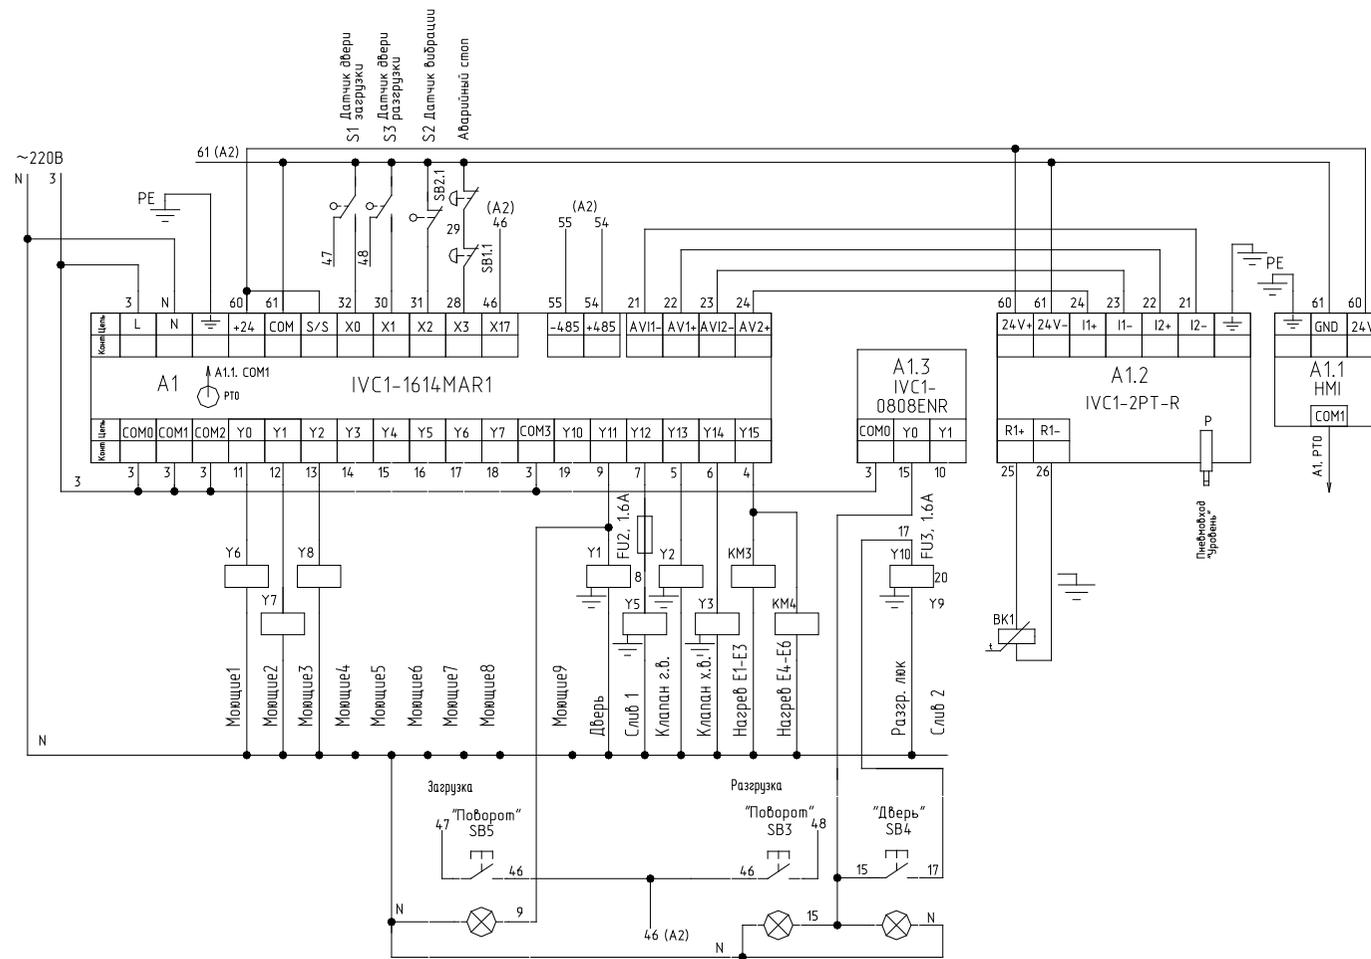 S1 Датчик двери
загрузки
S3 Датчик двери
разгрузки
S2 Датчик вибрации
Аварийный стоп
~220В
N 3
61 (A2)
PE
47
48
SB2.1
29
SB1.1
(A2)
46
(A2)
55 54
PE
3 N 60 61 32 30 31 28 46 55 54 21 22 23 24
60 61 24 23 22 21
61 60
Конт Цепь
L N +24 COM S/S X0 X1 X2 X3 X17
-485 +485
AVI1- AV1+ AVI2- AV2+
24V+ 24V- I1+ I1- I2+ I2-
GND 24V
A1
A1.1. COM1
PT0
IVC1-1614MAR1
A1.3
IVC1-
0808ENR
A1.2
IVC1-2PT-R
A1.1
HMI
COM1
A1. PT0
Конт Цепь
COM0 COM1 COM2 Y0 Y1 Y2 Y3 Y4 Y5 Y6 Y7 COM3 Y10 Y11 Y12 Y13 Y14 Y15
COM0 Y0 Y1
R1+ R1-
P
3 3 3 11 12 13 14 15 16 17 18 3 19 9 7 5 6 4
3 15 10
25 26
3
Пневмовход
"Уровень"
FU2, 1.6A
FU3, 1.6A
17
Y6
Y8
Y1
Y2
KM3
Y10
8
20
Y7
Y5
Y3
KM4
Y9
BK1
t
Моющие1
Моющие2
Моющие3
Моющие4
Моющие5
Моющие6
Моющие7
Моющие8
Моющие9
Дверь
Слив 1
Клапан г.в.
Клапан х.в.
Нагрев E1-E3
Нагрев E4-E6
Разгр. люк
Слив 2
N
Загрузка
Разгрузка
"Поворот"
47 SB5
"Поворот"
SB3 48
"Дверь"
SB4
46
46
15 17
N
9
15
N
46 (A2)
N